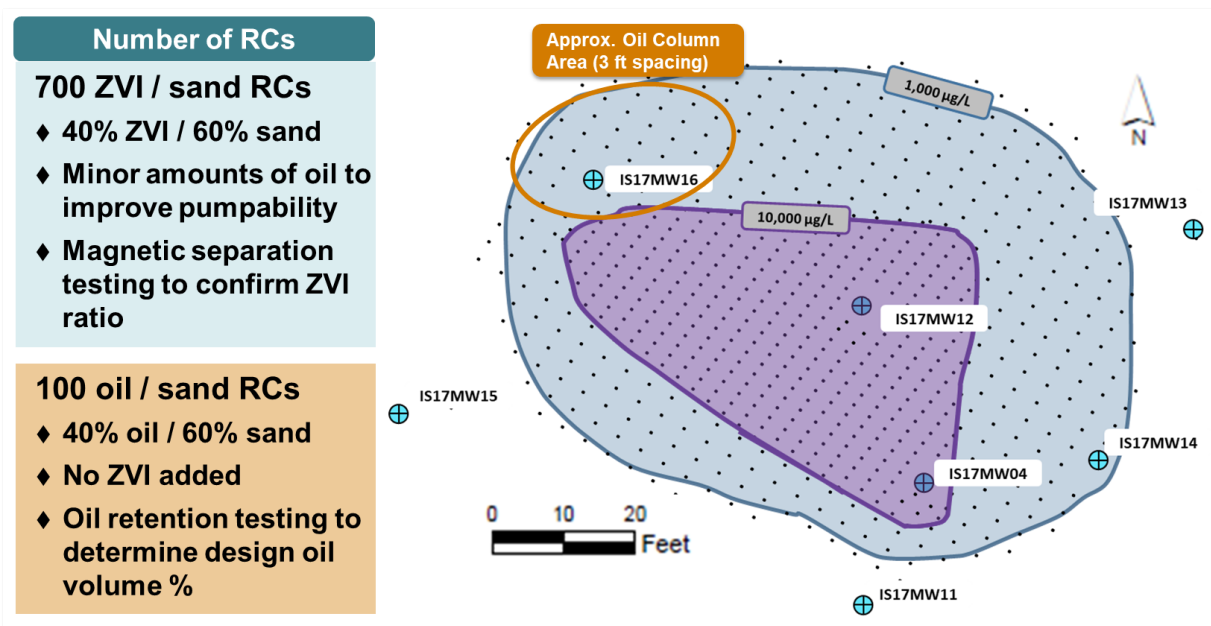 Number of RCs
700 ZVI / sand RCs
♦ 40% ZVI / 60% sand
♦ Minor amounts of oil to
improve pumpability
♦ Magnetic separation
testing to confirm ZVI
ratio
100 oil / sand RCs
♦ 40% oil / 60% sand
♦ No ZVI added
♦ Oil retention testing to
determine design oil
volume %
Approx. Oil Column
Area (3 ft spacing)
1,000 µg/L
N
IS17MW16
IS17MW13
10,000 µg/L
IS17MW12
IS17MW15
IS17MW14
IS17MW04
0 10 20
Feet
IS17MW11